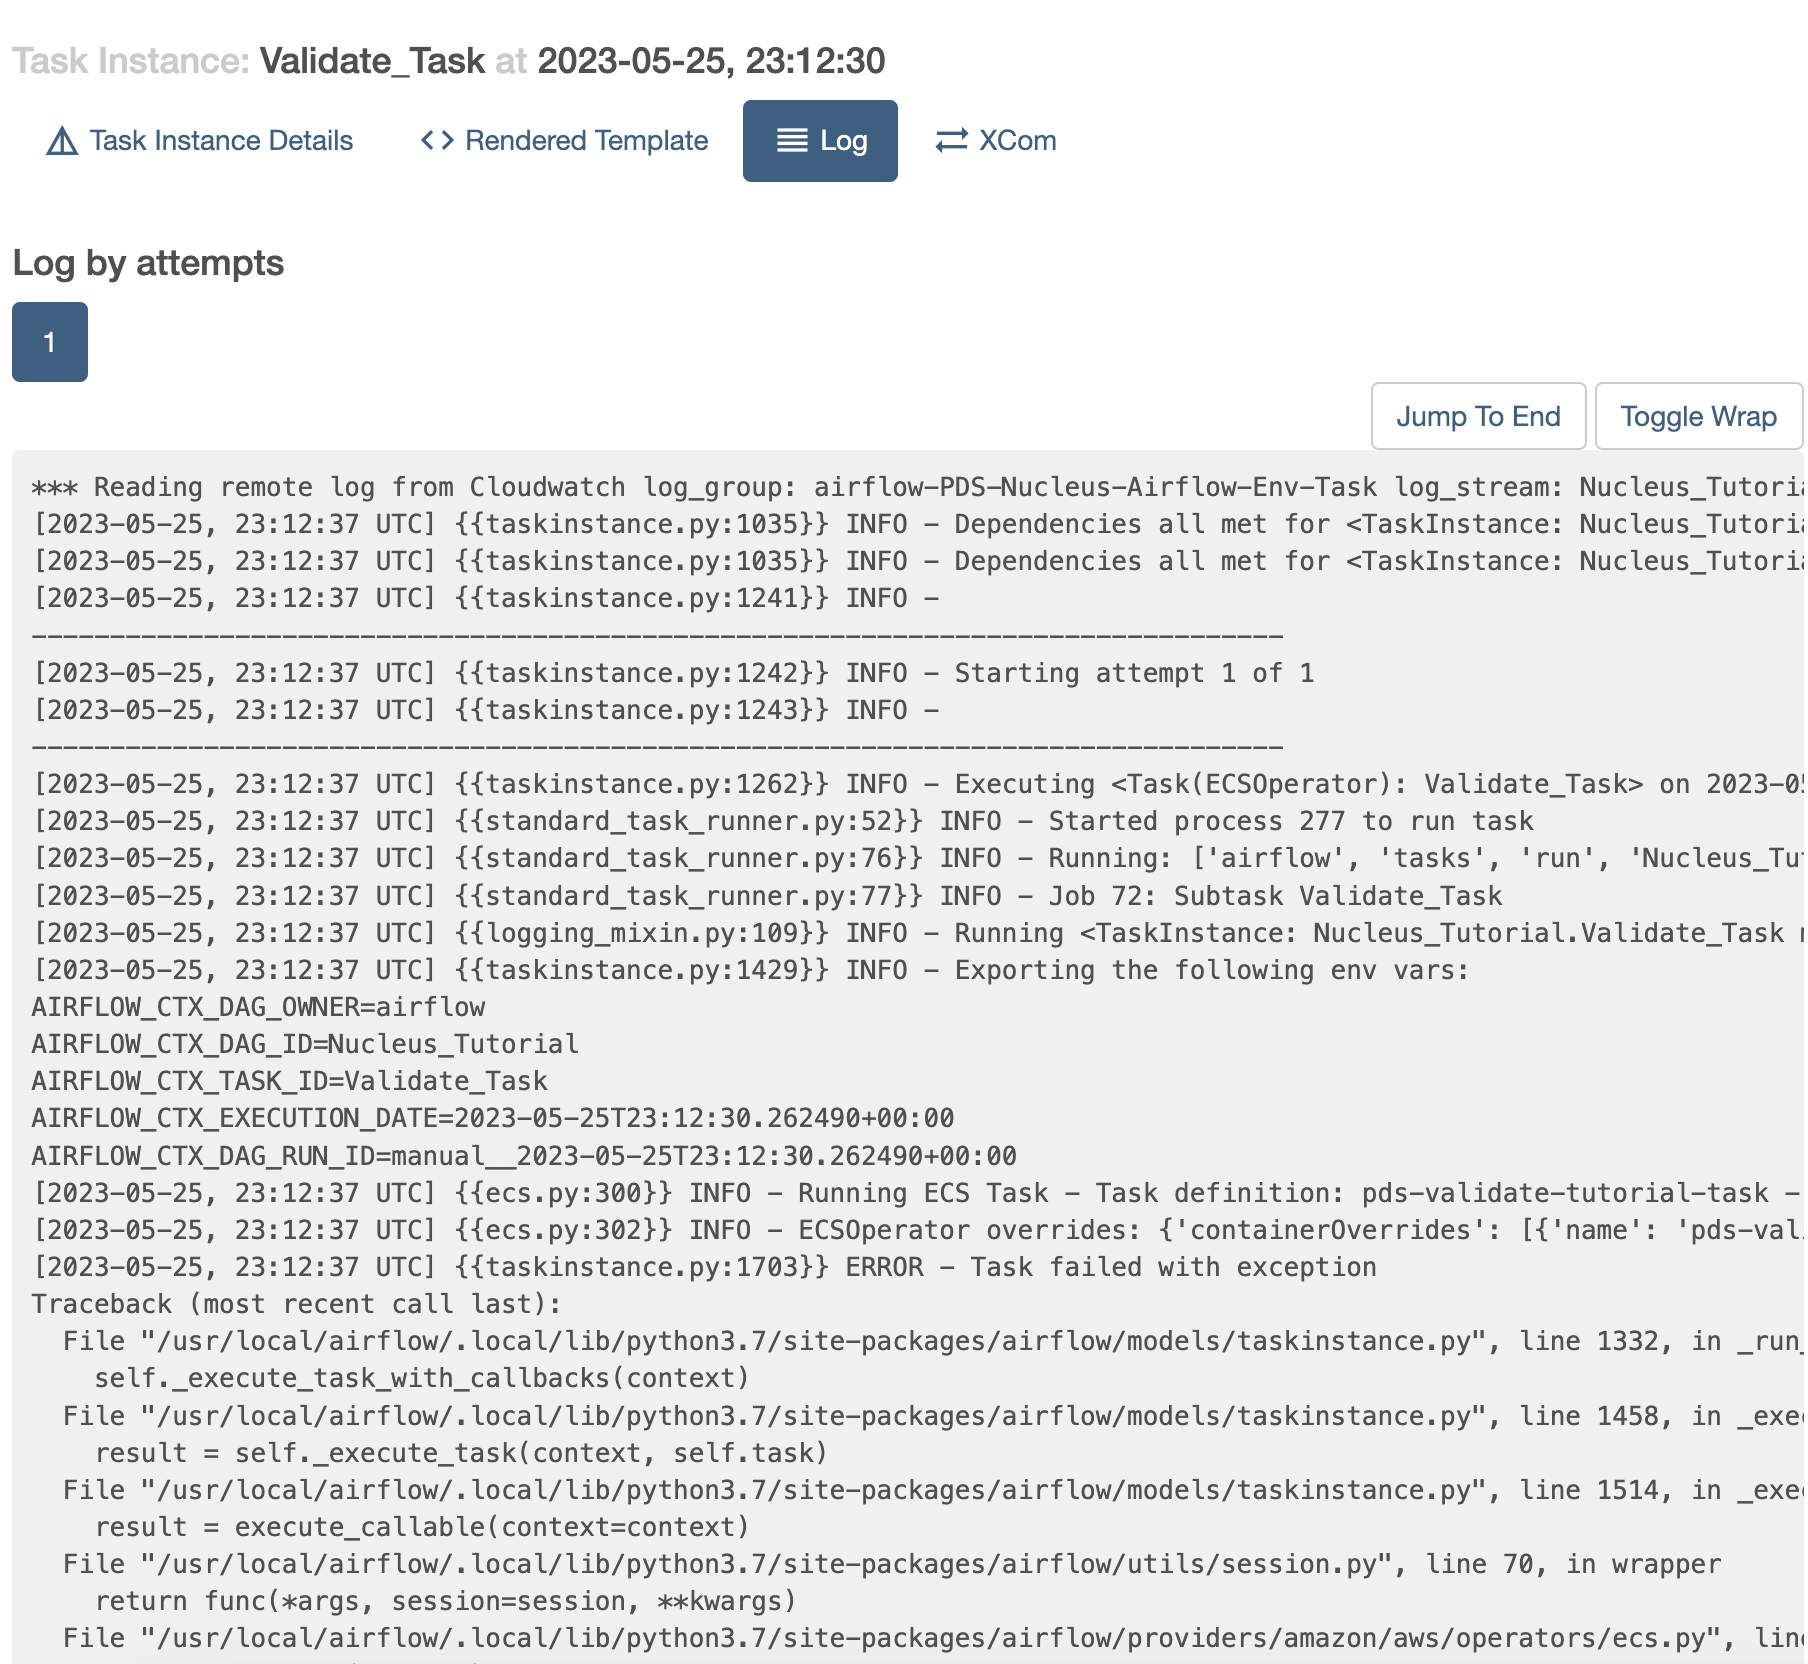 Task Instance: Validate_Task at 2023-05-25, 23:12:30
Task Instance Details
<> Rendered Template
Log
XCom
Log by attempts
1
Jump To End
Toggle Wrap
*** Reading remote log from Cloudwatch log_group: airflow-PDS-Nucleus-Airflow-Env-Task log_stream: Nucleus_Tutoria
[2023-05-25, 23:12:37 UTC] {{taskinstance.py:1035}} INFO - Dependencies all met for <TaskInstance: Nucleus_Tutoria
[2023-05-25, 23:12:37 UTC] {{taskinstance.py:1035}} INFO - Dependencies all met for <TaskInstance: Nucleus_Tutoria
[2023-05-25, 23:12:37 UTC] {{taskinstance.py:1241}} INFO -
--------------------------------------------------------------------------------
[2023-05-25, 23:12:37 UTC] {{taskinstance.py:1242}} INFO - Starting attempt 1 of 1
[2023-05-25, 23:12:37 UTC] {{taskinstance.py:1243}} INFO -
--------------------------------------------------------------------------------
[2023-05-25, 23:12:37 UTC] {{taskinstance.py:1262}} INFO - Executing <Task(ECSOperator): Validate_Task> on 2023-05
[2023-05-25, 23:12:37 UTC] {{standard_task_runner.py:52}} INFO - Started process 277 to run task
[2023-05-25, 23:12:37 UTC] {{standard_task_runner.py:76}} INFO - Running: ['airflow', 'tasks', 'run', 'Nucleus_Tut
[2023-05-25, 23:12:37 UTC] {{standard_task_runner.py:77}} INFO - Job 72: Subtask Validate_Task
[2023-05-25, 23:12:37 UTC] {{logging_mixin.py:109}} INFO - Running <TaskInstance: Nucleus_Tutorial.Validate_Task
[2023-05-25, 23:12:37 UTC] {{taskinstance.py:1429}} INFO - Exporting the following env vars:
AIRFLOW_CTX_DAG_OWNER=airflow
AIRFLOW_CTX_DAG_ID=Nucleus_Tutorial
AIRFLOW_CTX_TASK_ID=Validate_Task
AIRFLOW_CTX_EXECUTION_DATE=2023-05-25T23:12:30.262490+00:00
AIRFLOW_CTX_DAG_RUN_ID=manual__2023-05-25T23:12:30.262490+00:00
[2023-05-25, 23:12:37 UTC] {{ecs.py:300}} INFO - Running ECS Task - Task definition: pds-validate-tutorial-task -
[2023-05-25, 23:12:37 UTC] {{ecs.py:302}} INFO - ECSOperator overrides: {'containerOverrides': [{'name': 'pds-val
[2023-05-25, 23:12:37 UTC] {{taskinstance.py:1703}} ERROR - Task failed with exception
Traceback (most recent call last):
  File "/usr/local/airflow/.local/lib/python3.7/site-packages/airflow/models/taskinstance.py", line 1332, in _run_
    self._execute_task_with_callbacks(context)
  File "/usr/local/airflow/.local/lib/python3.7/site-packages/airflow/models/taskinstance.py", line 1458, in _exec
    result = self._execute_task(context, self.task)
  File "/usr/local/airflow/.local/lib/python3.7/site-packages/airflow/models/taskinstance.py", line 1514, in _exec
    result = execute_callable(context=context)
  File "/usr/local/airflow/.local/lib/python3.7/site-packages/airflow/utils/session.py", line 70, in wrapper
    return func(*args, session=session, **kwargs)
  File "/usr/local/airflow/.local/lib/python3.7/site-packages/airflow/providers/amazon/aws/operators/ecs.py", line